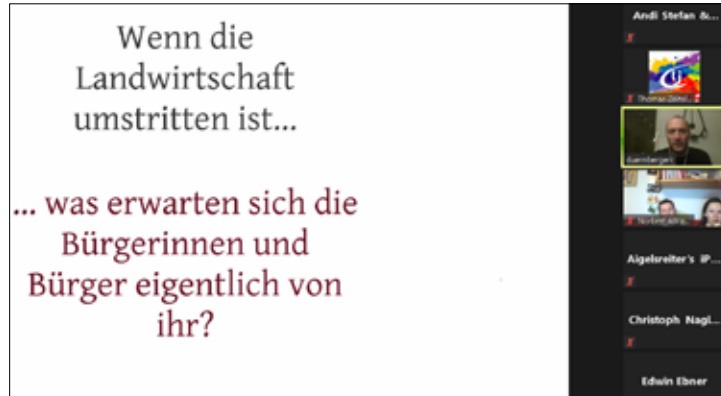 Wenn die
Landwirtschaft
umstritten ist...
... was erwarten sich die
Bürgerinnen und
Bürger eigentlich von
ihr?
Andi Stefan &...
Aigelsreiter's iP...
Christoph Nagl...
Edwin Ebner